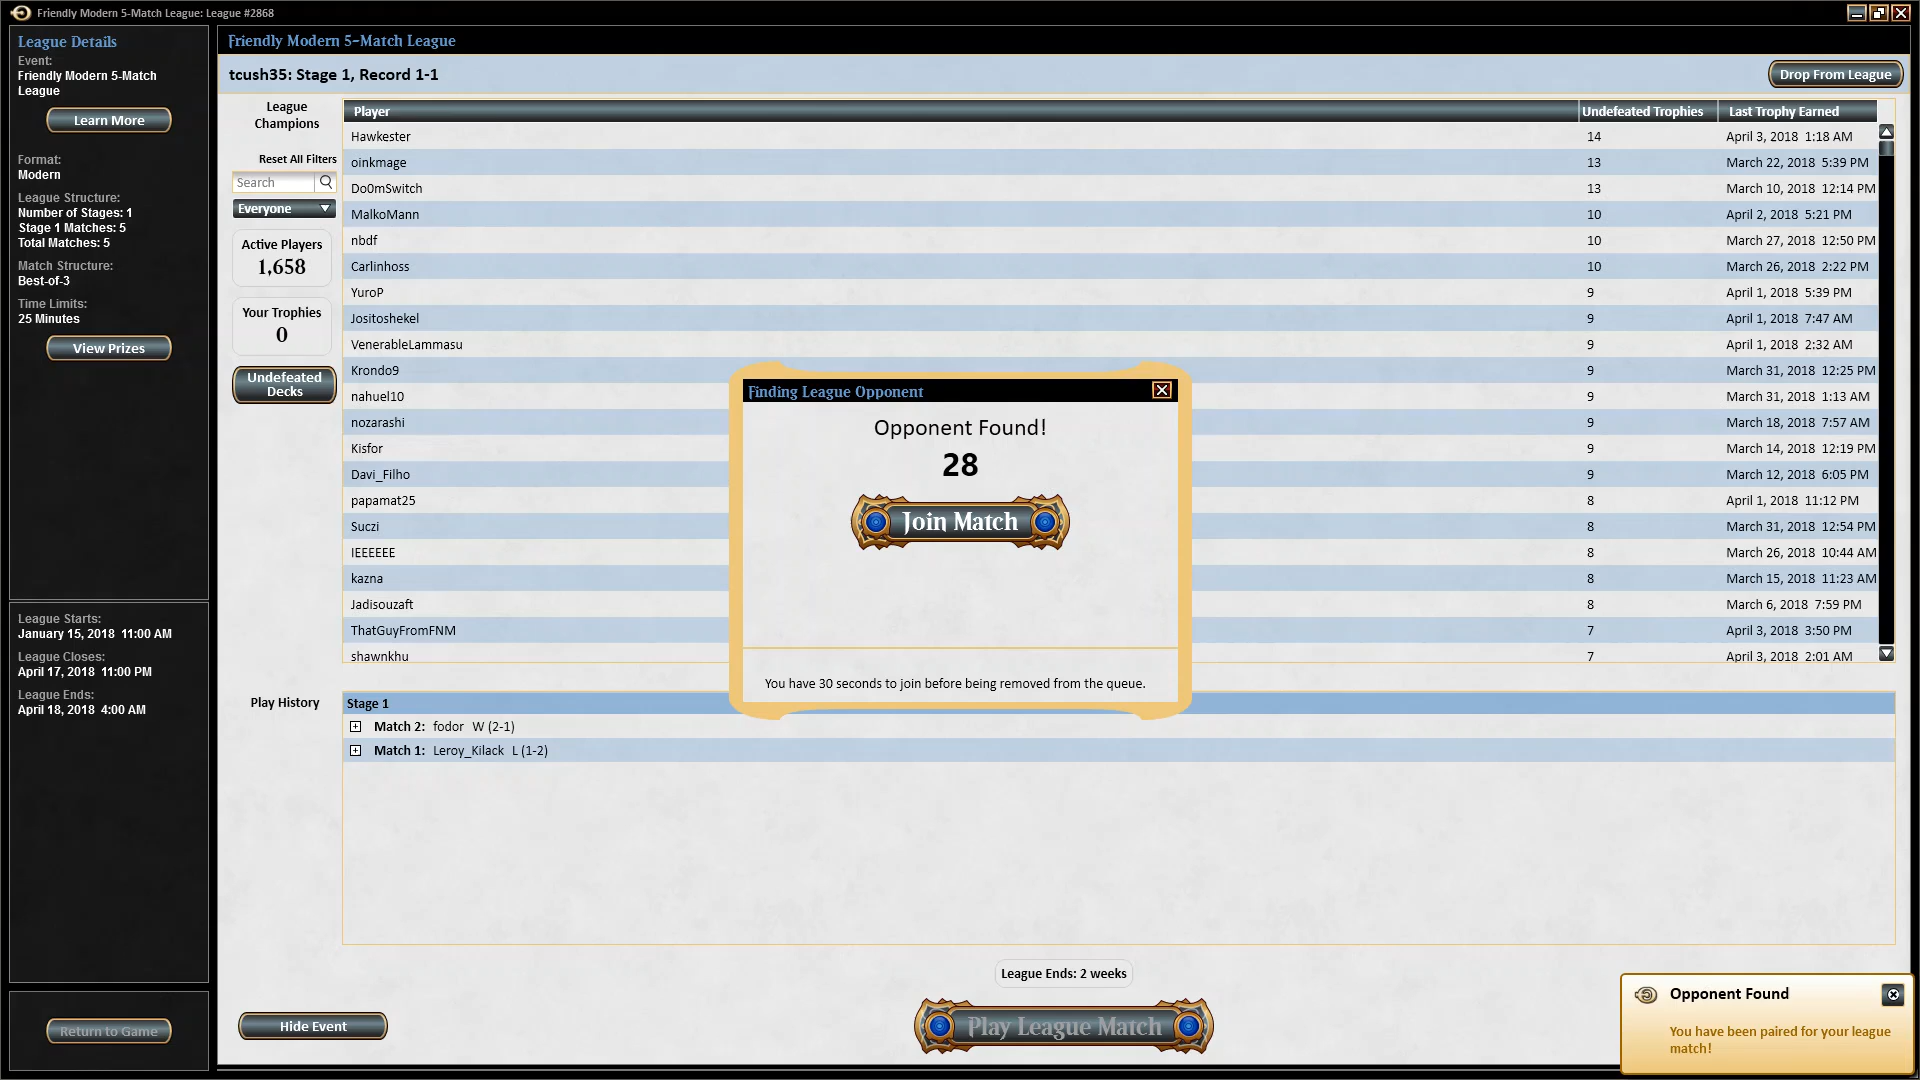 Friendly Modern 5-Match League: League #2868
League Details
Event:
Friendly Modern 5-Match
League
Learn More
Format:
Modern
League Structure:
Number of Stages: 1
Stage 1 Matches: 5
Total Matches: 5
Match Structure:
Best-of-3
Time Limits:
25 Minutes
View Prizes
League Starts:
January 15, 2018 11:00 AM
League Closes:
April 17, 2018 11:00 PM
League Ends:
April 18, 2018 4:00 AM
Return to Game
Friendly Modern 5-Match League
tcush35: Stage 1, Record 1-1
Drop From League
League
Champions
Reset All Filters
Search
Everyone
Active Players
1,658
Your Trophies
0
Undefeated
Decks
Player Undefeated Trophies Last Trophy Earned
Hawkester 14 April 3, 2018 1:18 AM
oinkmage 13 March 22, 2018 5:39 PM
Do0mSwitch 13 March 10, 2018 12:14 PM
MalkoMann 10 April 2, 2018 5:21 PM
nbdf 10 March 27, 2018 12:50 PM
Carlinhoss 10 March 26, 2018 2:22 PM
YuroP 9 April 1, 2018 5:39 PM
Jositoshekel 9 April 1, 2018 7:47 AM
VenerableLammasu 9 April 1, 2018 2:32 AM
Krondo9 9 March 31, 2018 12:25 PM
nahuel10 9 March 31, 2018 1:13 AM
nozarashi 9 March 18, 2018 7:57 AM
Kisfor 9 March 14, 2018 12:19 PM
Davi_Filho 9 March 12, 2018 6:05 PM
papamat25 8 April 1, 2018 11:12 PM
Suczi 8 March 31, 2018 12:54 PM
IEEEEEE 8 March 26, 2018 10:44 AM
kazna 8 March 15, 2018 11:23 AM
Jadisouzaft 8 March 6, 2018 7:59 PM
ThatGuyFromFNM 7 April 3, 2018 3:50 PM
shawnkhu 7 April 3, 2018 2:01 AM
Finding League Opponent
Opponent Found!
28
Join Match
You have 30 seconds to join before being removed from the queue.
Play History
Stage 1
Match 2: fodor W (2-1)
Match 1: Leroy_Kilack L (1-2)
League Ends: 2 weeks
Hide Event
Play League Match
Opponent Found
You have been paired for your league
match!